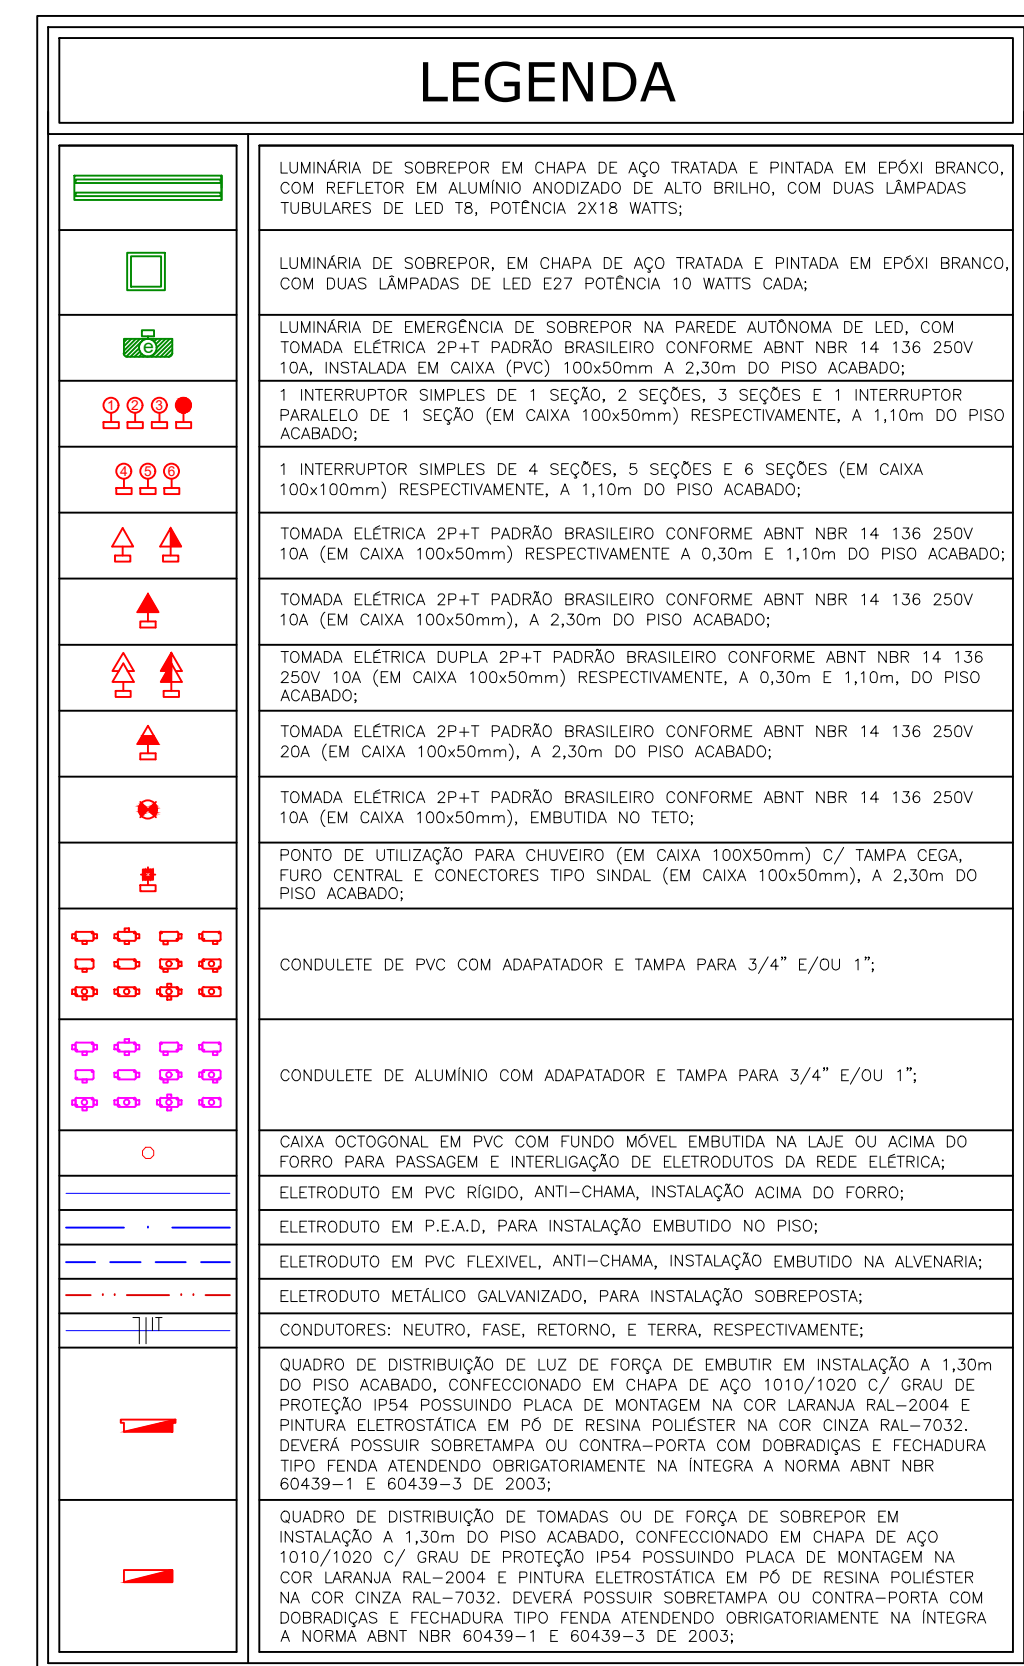 LEGENDA
LUMINÁRIA DE SOBREPOR EM CHAPA DE AÇO TRATADA E PINTADA EM EPÓXI BRANCO,
COM REFLETOR EM ALUMÍNIO ANODIZADO DE ALTO BRILHO, COM DUAS LÂMPADAS
TUBULARES DE LED T8, POTÊNCIA 2X18 WATTS;
LUMINÁRIA DE SOBREPOR, EM CHAPA DE AÇO TRATADA E PINTADA EM EPÓXI BRANCO,
COM DUAS LÂMPADAS DE LED E27 POTÊNCIA 10 WATTS CADA;
e
LUMINÁRIA DE EMERGÊNCIA DE SOBREPOR NA PAREDE AUTÔNOMA DE LED, COM
TOMADA ELÉTRICA 2P+T PADRÃO BRASILEIRO CONFORME ABNT NBR 14 136 250V
10A, INSTALADA EM CAIXA (PVC) 100x50mm A 2,30m DO PISO ACABADO;
1 2 3
1 INTERRUPTOR SIMPLES DE 1 SEÇÃO, 2 SEÇÕES, 3 SEÇÕES E 1 INTERRUPTOR
PARALELO DE 1 SEÇÃO (EM CAIXA 100x50mm) RESPECTIVAMENTE, A 1,10m DO PISO
ACABADO;
4 5 6
1 INTERRUPTOR SIMPLES DE 4 SEÇÕES, 5 SEÇÕES E 6 SEÇÕES (EM CAIXA
100x100mm) RESPECTIVAMENTE, A 1,10m DO PISO ACABADO;
TOMADA ELÉTRICA 2P+T PADRÃO BRASILEIRO CONFORME ABNT NBR 14 136 250V
10A (EM CAIXA 100x50mm) RESPECTIVAMENTE A 0,30m E 1,10m DO PISO ACABADO;
TOMADA ELÉTRICA 2P+T PADRÃO BRASILEIRO CONFORME ABNT NBR 14 136 250V
10A (EM CAIXA 100x50mm), A 2,30m DO PISO ACABADO;
TOMADA ELÉTRICA DUPLA 2P+T PADRÃO BRASILEIRO CONFORME ABNT NBR 14 136
250V 10A (EM CAIXA 100x50mm) RESPECTIVAMENTE, A 0,30m E 1,10m, DO PISO
ACABADO;
TOMADA ELÉTRICA 2P+T PADRÃO BRASILEIRO CONFORME ABNT NBR 14 136 250V
20A (EM CAIXA 100x50mm), A 2,30m DO PISO ACABADO;
TOMADA ELÉTRICA 2P+T PADRÃO BRASILEIRO CONFORME ABNT NBR 14 136 250V
10A (EM CAIXA 100x50mm), EMBUTIDA NO TETO;
PONTO DE UTILIZAÇÃO PARA CHUVEIRO (EM CAIXA 100X50mm) C/ TAMPA CEGA,
FURO CENTRAL E CONECTORES TIPO SINDAL (EM CAIXA 100x50mm), A 2,30m DO
PISO ACABADO;
CONDULETE DE PVC COM ADAPATADOR E TAMPA PARA 3/4" E/OU 1";
CONDULETE DE ALUMÍNIO COM ADAPATADOR E TAMPA PARA 3/4" E/OU 1";
CAIXA OCTOGONAL EM PVC COM FUNDO MÓVEL EMBUTIDA NA LAJE OU ACIMA DO
FORRO PARA PASSAGEM E INTERLIGAÇÃO DE ELETRODUTOS DA REDE ELÉTRICA;
ELETRODUTO EM PVC RÍGIDO, ANTI-CHAMA, INSTALAÇÃO ACIMA DO FORRO;
ELETRODUTO EM P.E.A.D, PARA INSTALAÇÃO EMBUTIDO NO PISO;
ELETRODUTO EM PVC FLEXIVEL, ANTI-CHAMA, INSTALAÇÃO EMBUTIDO NA ALVENARIA;
ELETRODUTO METÁLICO GALVANIZADO, PARA INSTALAÇÃO SOBREPOSTA;
CONDUTORES: NEUTRO, FASE, RETORNO, E TERRA, RESPECTIVAMENTE;
QUADRO DE DISTRIBUIÇÃO DE LUZ DE FORÇA DE EMBUTIR EM INSTALAÇÃO A 1,30m
DO PISO ACABADO, CONFECCIONADO EM CHAPA DE AÇO 1010/1020 C/ GRAU DE
PROTEÇÃO IP54 POSSUINDO PLACA DE MONTAGEM NA COR LARANJA RAL-2004 E
PINTURA ELETROSTÁTICA EM PÓ DE RESINA POLIÉSTER NA COR CINZA RAL-7032.
DEVERÁ POSSUIR SOBRETAMPA OU CONTRA-PORTA COM DOBRADIÇAS E FECHADURA
TIPO FENDA ATENDENDO OBRIGATORIAMENTE NA ÍNTEGRA A NORMA ABNT NBR
60439-1 E 60439-3 DE 2003;
QUADRO DE DISTRIBUIÇÃO DE TOMADAS OU DE FORÇA DE SOBREPOR EM
INSTALAÇÃO A 1,30m DO PISO ACABADO, CONFECCIONADO EM CHAPA DE AÇO
1010/1020 C/ GRAU DE PROTEÇÃO IP54 POSSUINDO PLACA DE MONTAGEM NA
COR LARANJA RAL-2004 E PINTURA ELETROSTÁTICA EM PÓ DE RESINA POLIÉSTER
NA COR CINZA RAL-7032. DEVERÁ POSSUIR SOBRETAMPA OU CONTRA-PORTA COM
DOBRADIÇAS E FECHADURA TIPO FENDA ATENDENDO OBRIGATORIAMENTE NA ÍNTEGRA
A NORMA ABNT NBR 60439-1 E 60439-3 DE 2003;